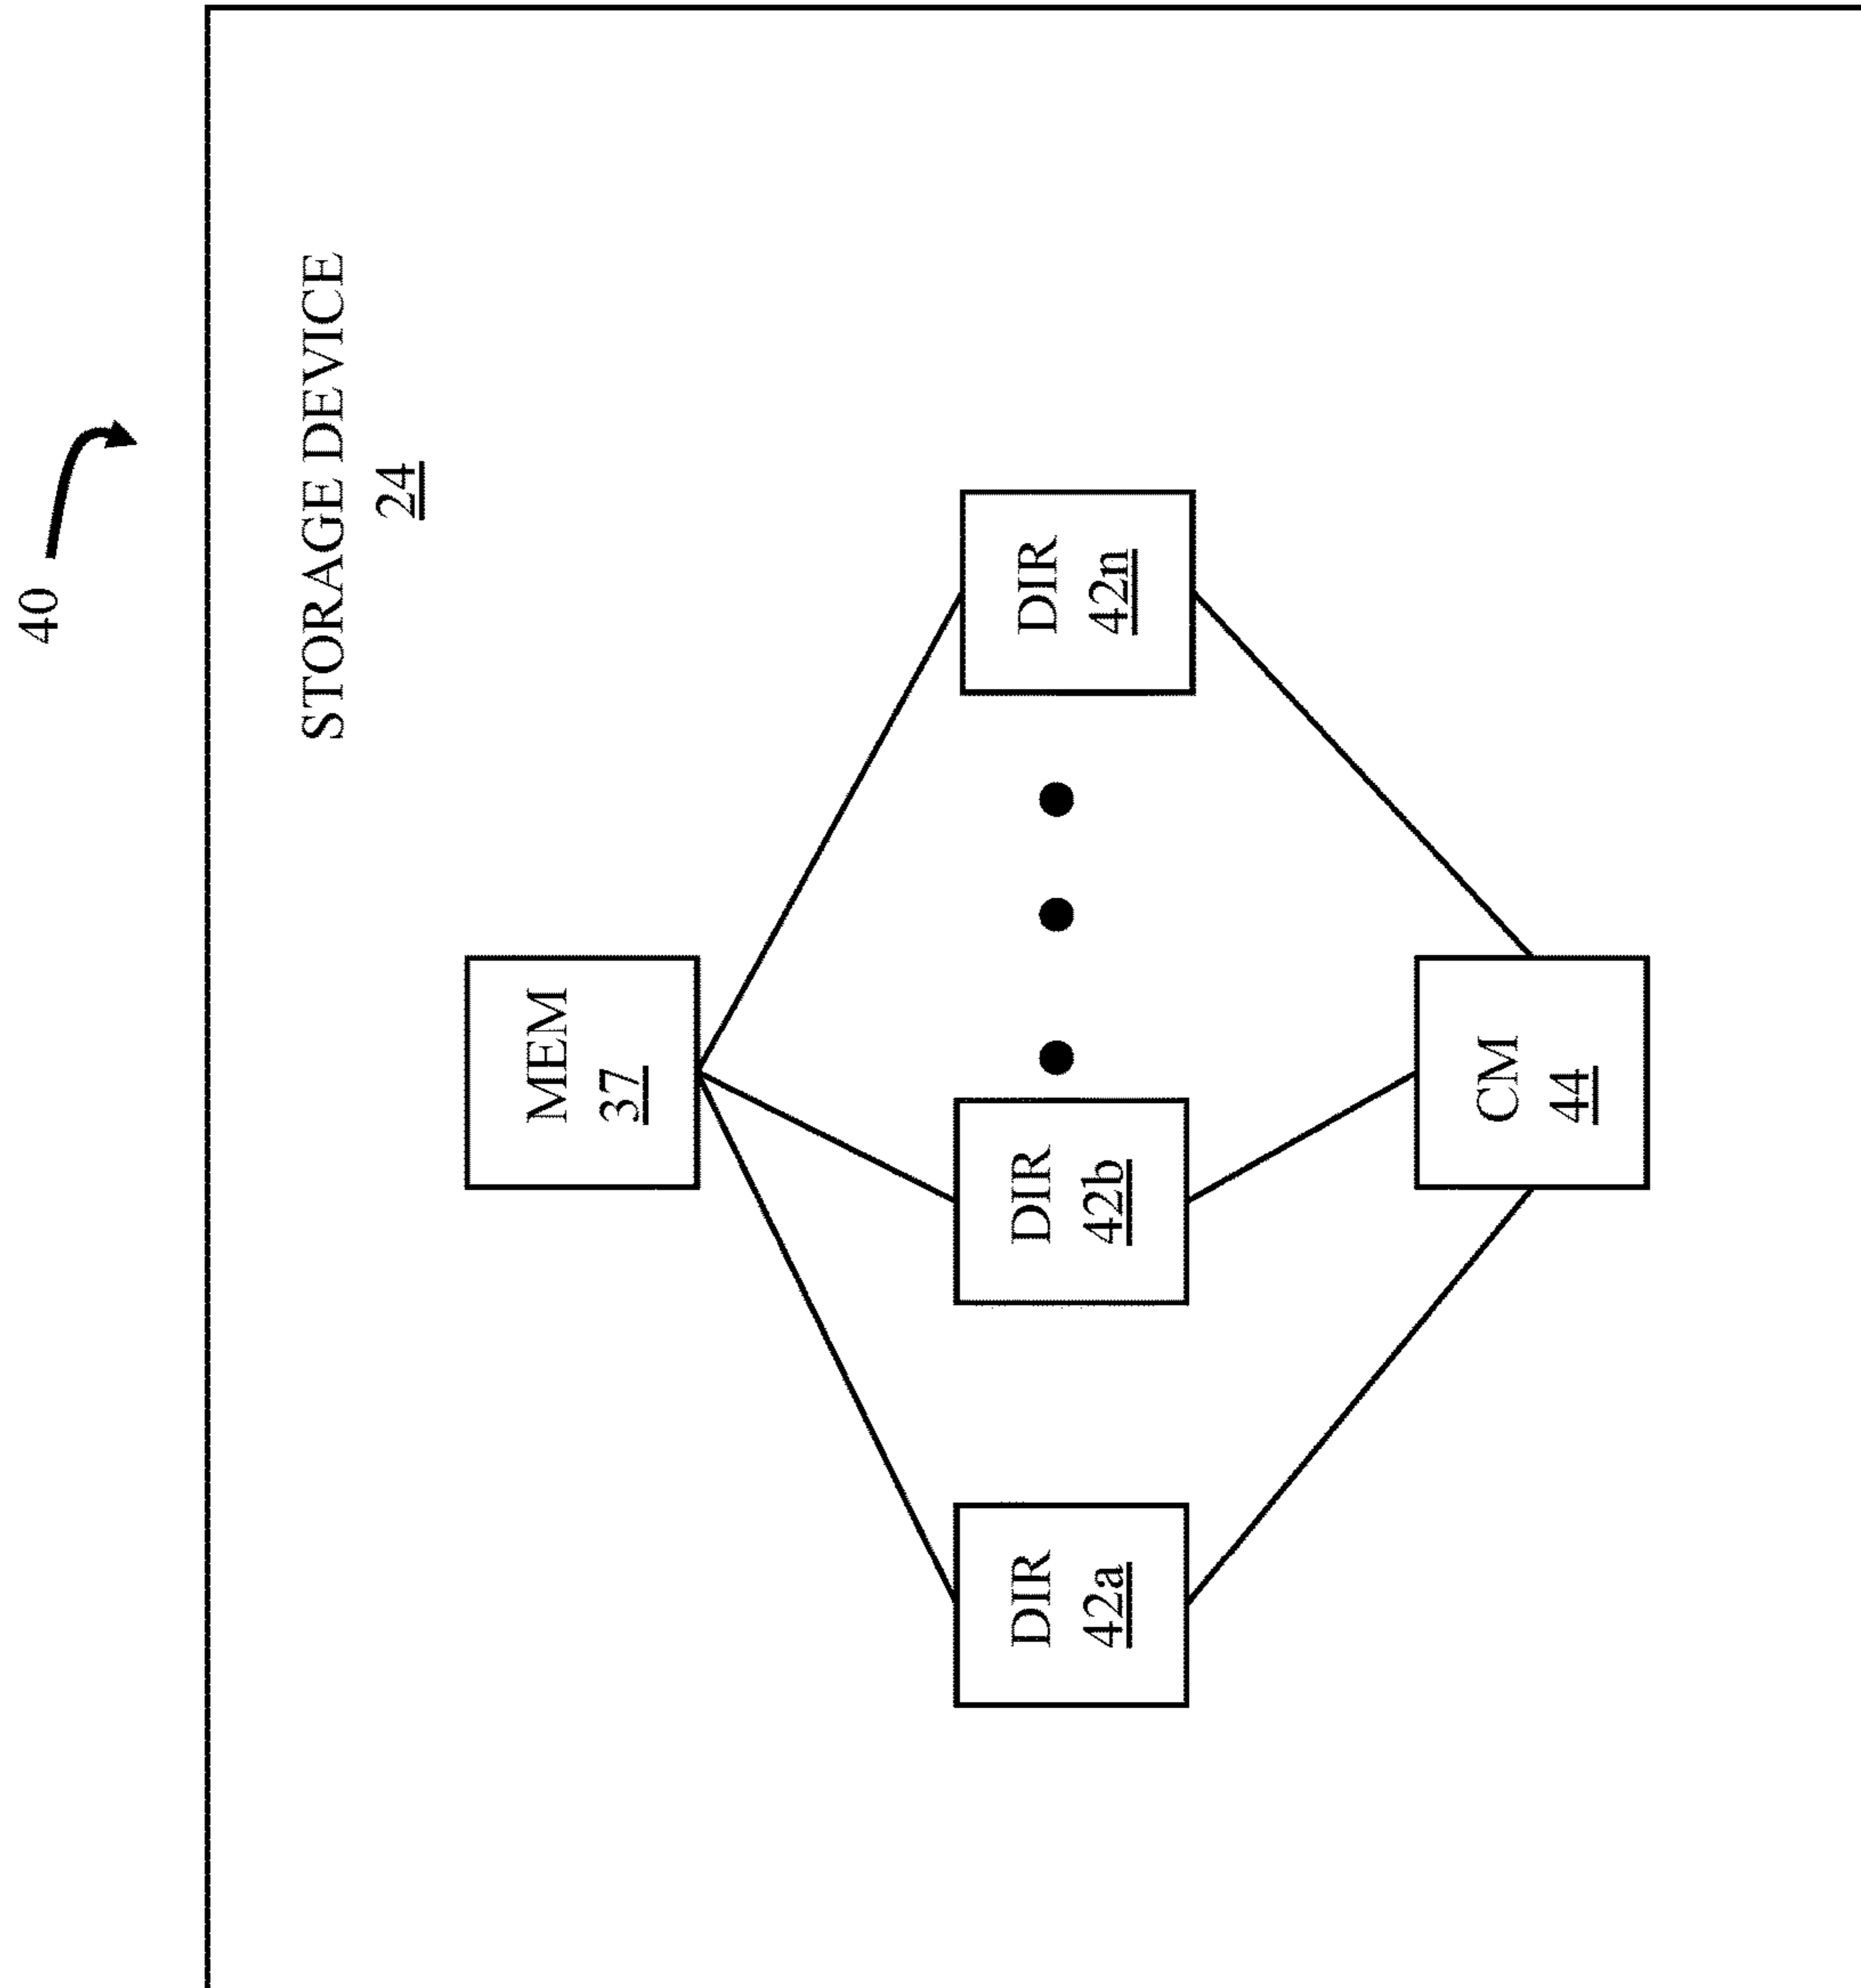 40
STORAGE DEVICE
24
MEM
37
DIR
42a
DIR
42b
DIR
42n
CM
44